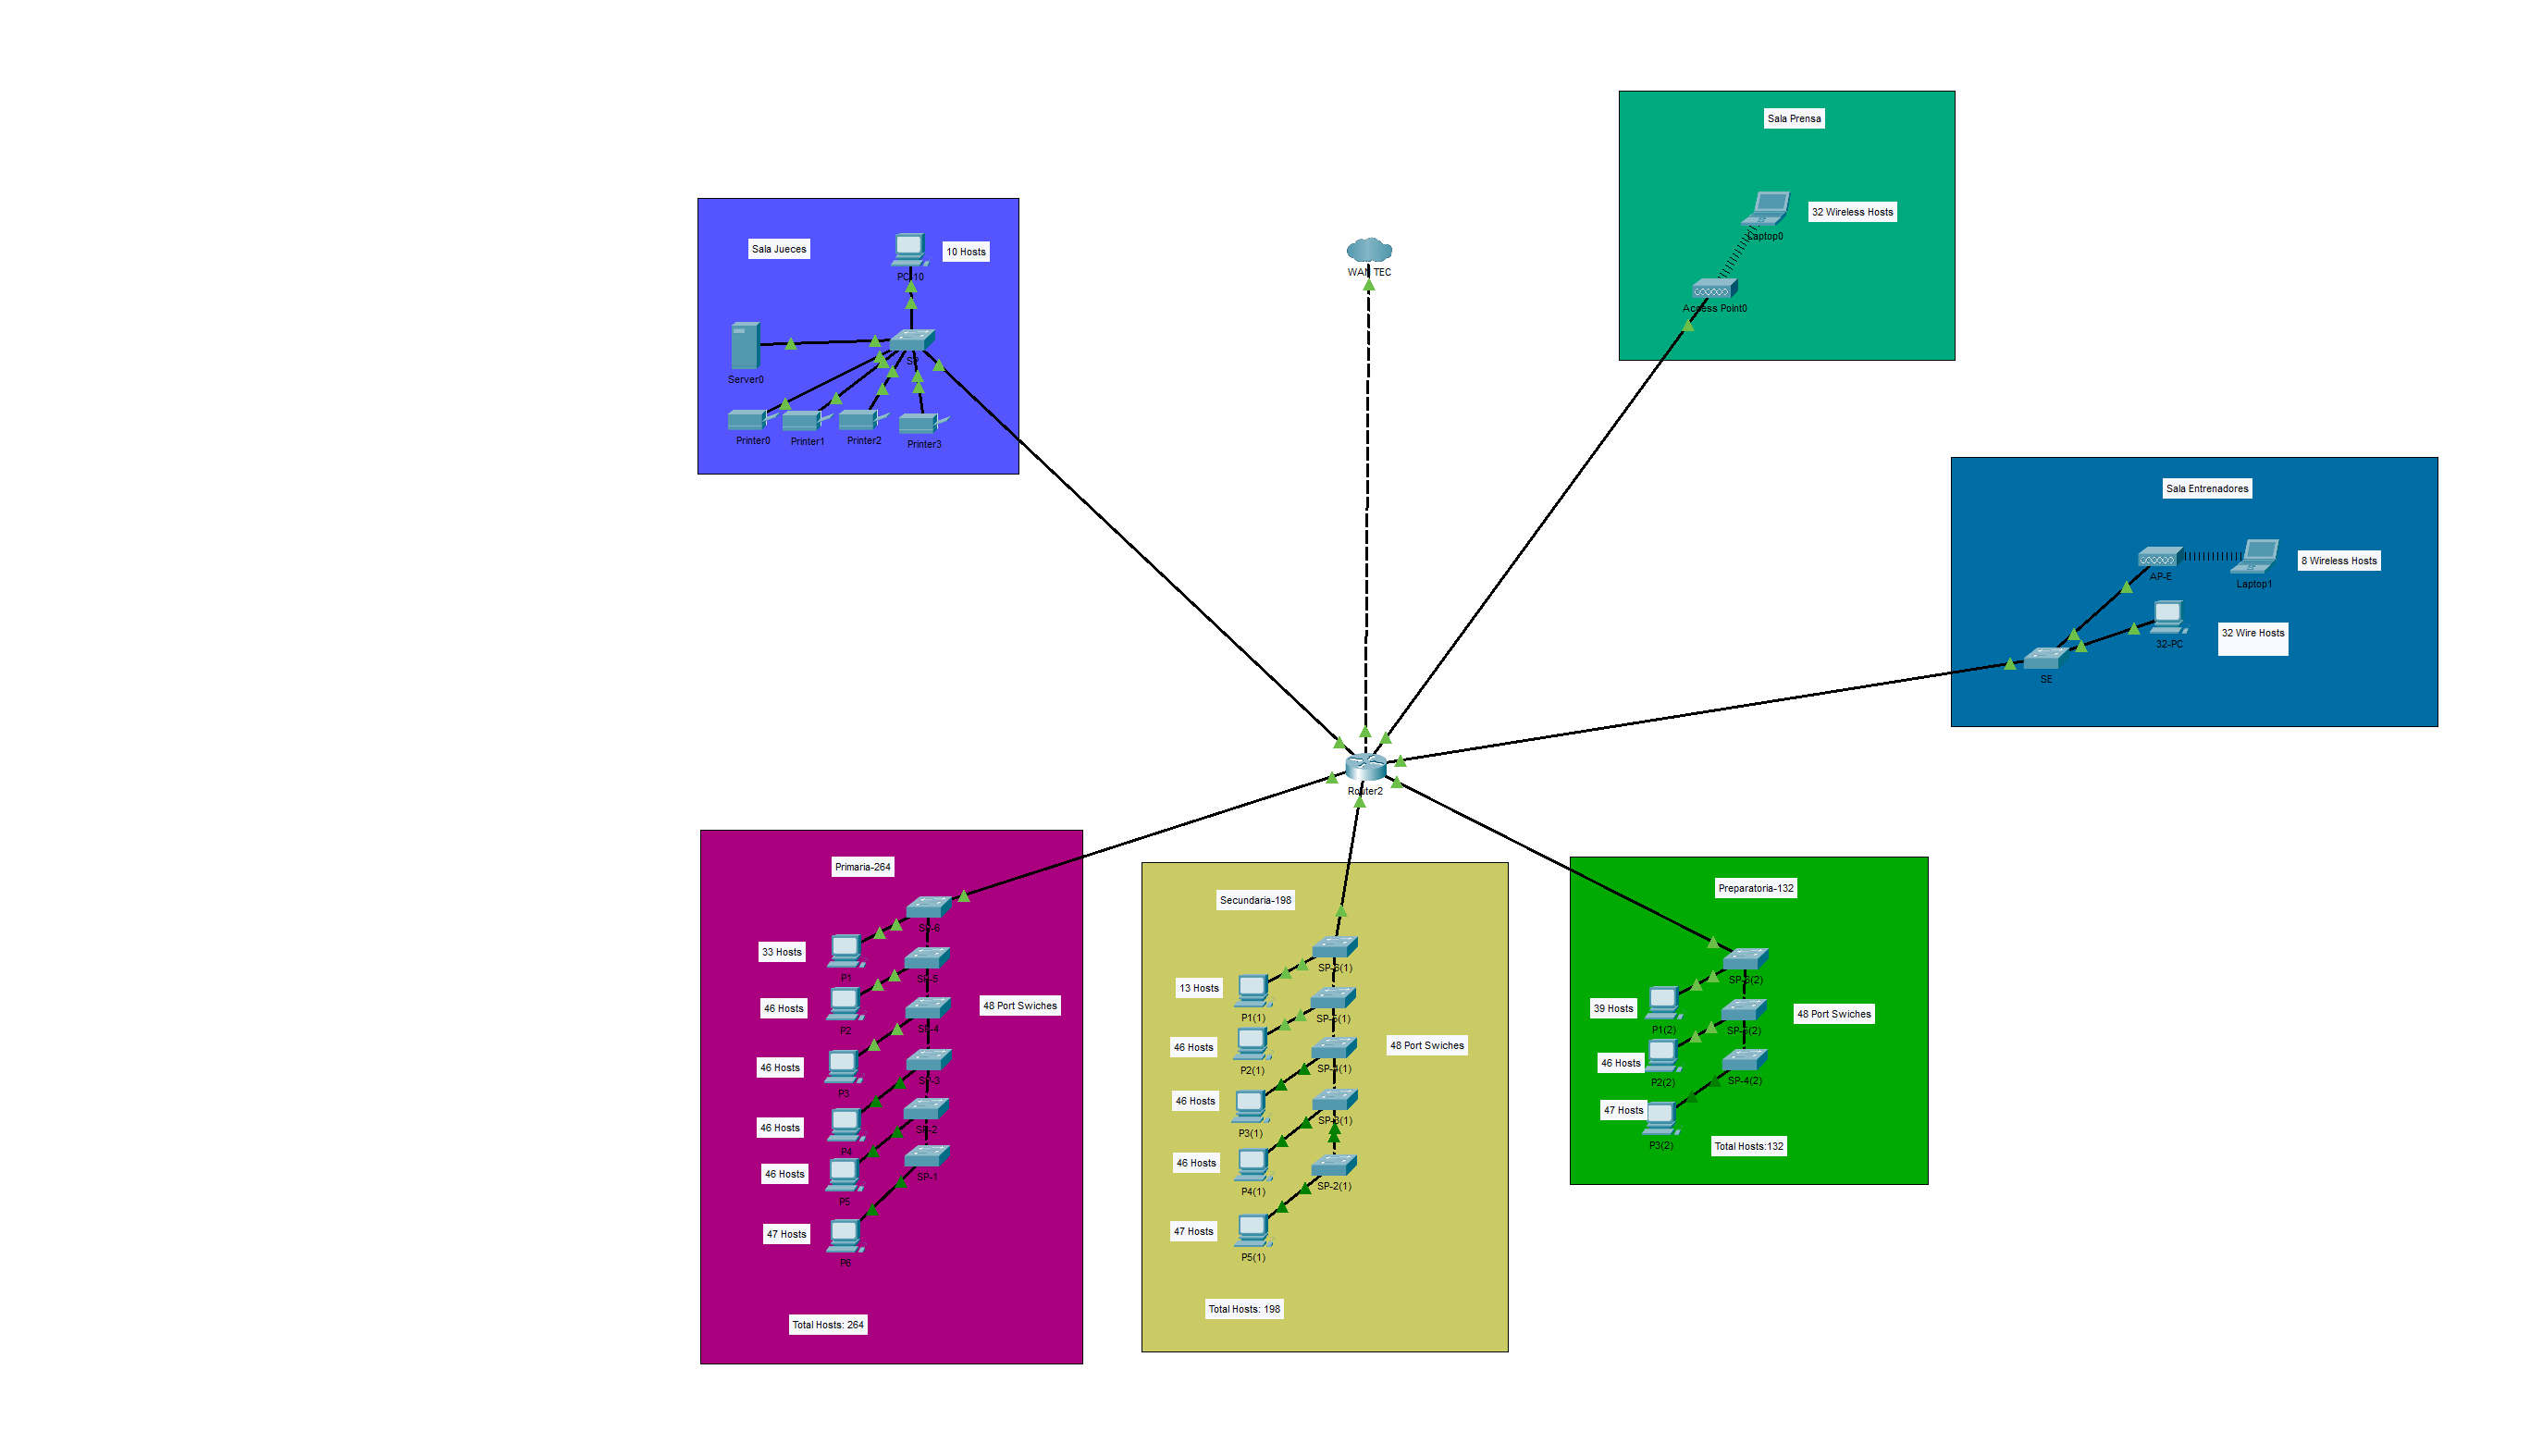 Sala Prensa
32 Wireless Hosts
Laptop0
Access Point0
Sala Jueces
10 Hosts
PC-10
SP
Server0
Printer0
Printer1
Printer2
Printer3
WAN TEC
Sala Entrenadores
8 Wireless Hosts
AP-E
Laptop1
32 Wire Hosts
32-PC
SE
Router2
Primaria-264
SP-6
33 Hosts
P1
SP-5
46 Hosts
P2
48 Port Swiches
SP-4
46 Hosts
P3
SP-3
46 Hosts
P4
SP-2
46 Hosts
P5
SP-1
47 Hosts
P6
Total Hosts: 264
Secundaria-198
SP-6(1)
13 Hosts
P1(1)
SP-5(1)
46 Hosts
P2(1)
48 Port Swiches
SP-4(1)
46 Hosts
P3(1)
SP-3(1)
46 Hosts
P4(1)
SP-2(1)
47 Hosts
P5(1)
Total Hosts: 198
Preparatoria-132
SP-6(2)
39 Hosts
P1(2)
SP-5(2)
48 Port Swiches
46 Hosts
P2(2)
SP-4(2)
47 Hosts
P3(2)
Total Hosts:132